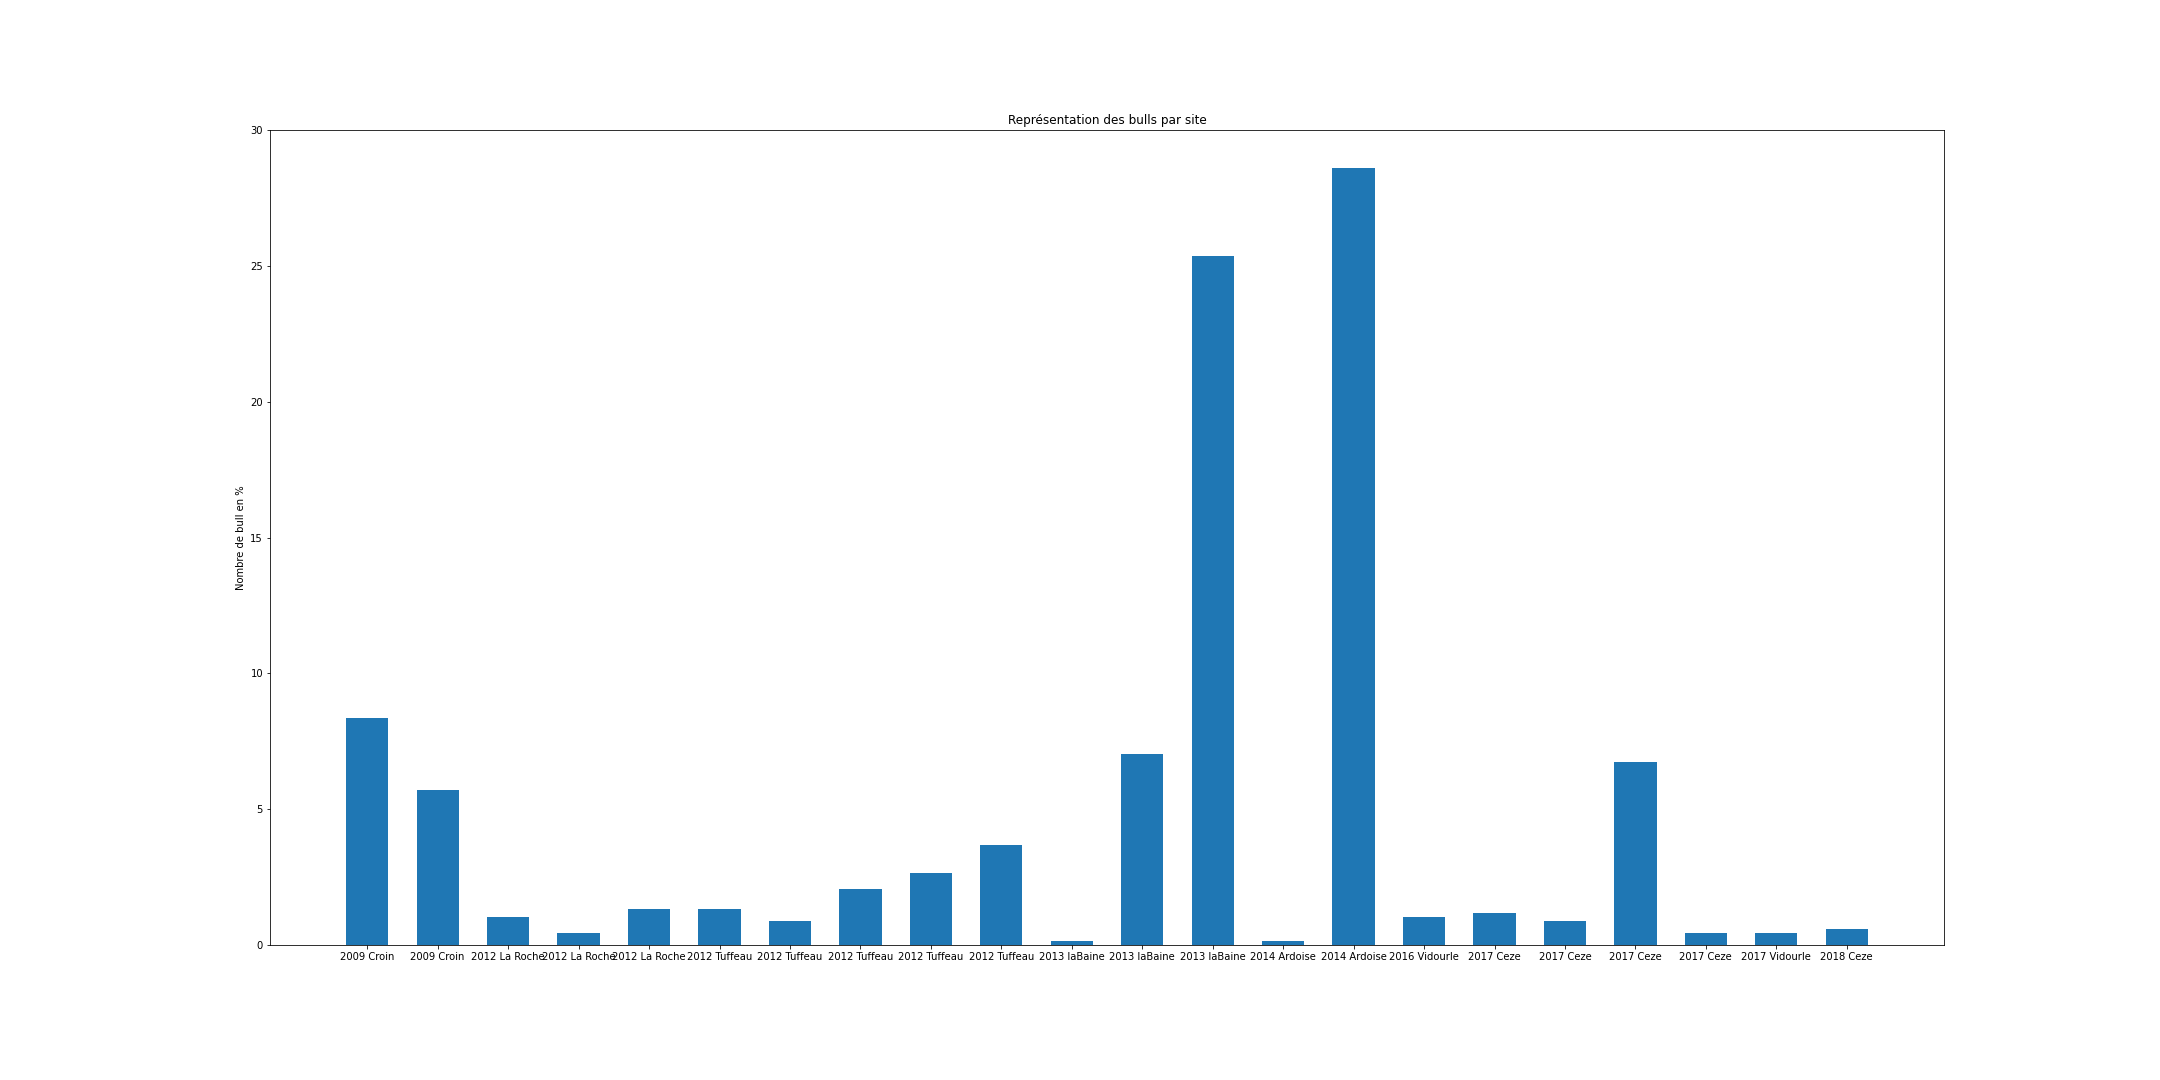 Représentation des bulls par site
30
25
20
15
10
5
0
Nombre de bull en %
2009 Croin 2009 Croin 2012 La Roche 2012 La Roche 2012 La Roche 2012 Tuffeau 2012 Tuffeau 2012 Tuffeau 2012 Tuffeau 2012 Tuffeau 2013 laBaine 2013 laBaine 2013 laBaine 2014 Ardoise 2014 Ardoise 2016 Vidourle 2017 Ceze 2017 Ceze 2017 Ceze 2017 Ceze 2017 Vidourle 2018 Ceze